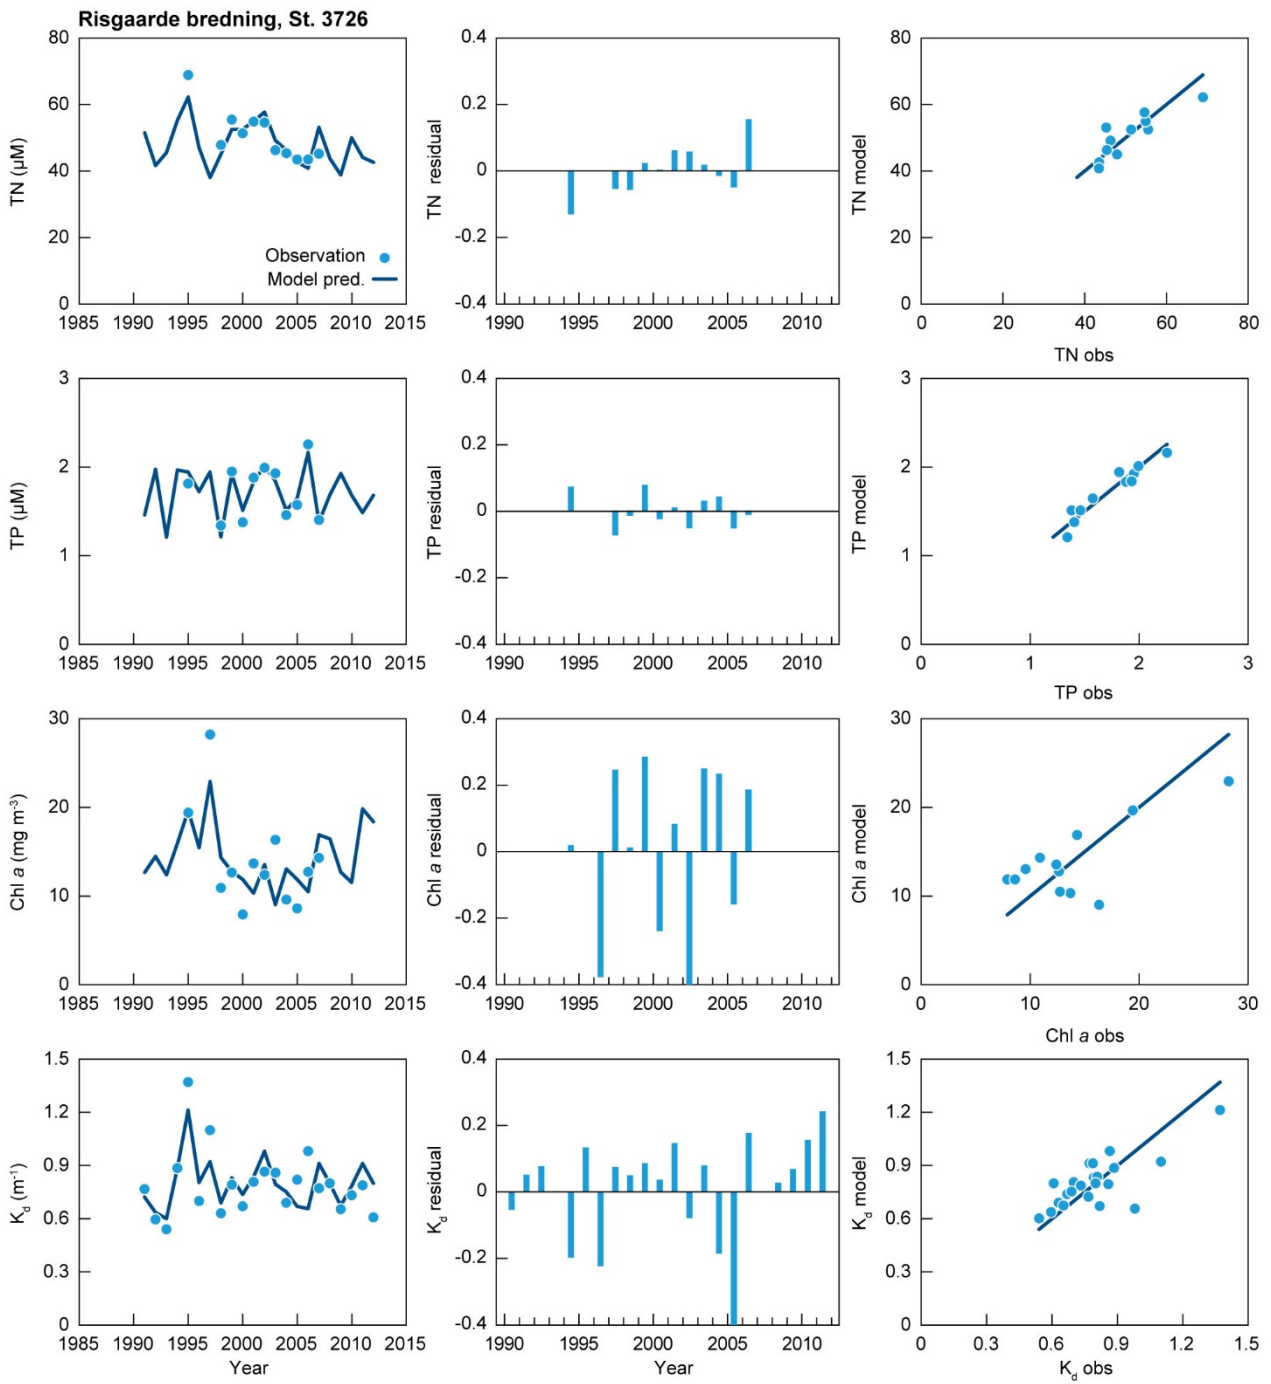 Risgaarde bredning, St. 3726
TN (µM)
80
60
40
20
0
Observation
Model pred.
1985 1990 1995 2000 2005 2010 2015
TN residual
0.4
0.2
0
-0.2
-0.4
1990 1995 2000 2005 2010
TN model
80
60
40
20
0
0 20 40 60 80
TN obs
TP (µM)
3
2
1
0
1985 1990 1995 2000 2005 2010 2015
TP residual
0.4
0.2
0
-0.2
-0.4
1990 1995 2000 2005 2010
TP model
3
2
1
0
0 1 2 3
TP obs
Chl a (mg m⁻³)
30
20
10
0
1985 1990 1995 2000 2005 2010 2015
Chl a residual
0.4
0.2
0
-0.2
-0.4
1990 1995 2000 2005 2010
Chl a model
30
20
10
0
0 10 20 30
Chl a obs
K_d (m⁻¹)
1.5
1.2
0.9
0.6
0.3
0
1985 1990 1995 2000 2005 2010 2015
Year
K_d residual
0.4
0.2
0
-0.2
-0.4
1990 1995 2000 2005 2010
Year
K_d model
1.5
1.2
0.9
0.6
0.3
0
0 0.3 0.6 0.9 1.2 1.5
K_d obs